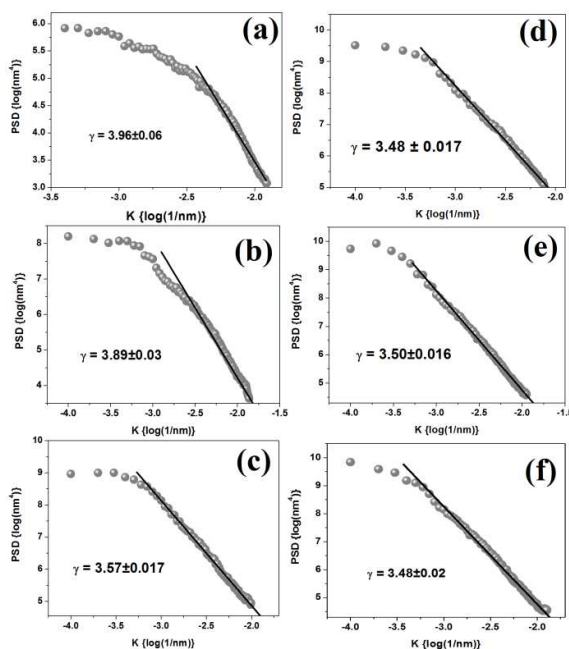 (a)
PSD {log(nm⁴)}
6.0
5.5
5.0
4.5
4.0
3.5
3.0
γ = 3.96±0.06
-3.5 -3.0 -2.5 -2.0
K {log(1/nm)}
(b)
PSD {log(nm⁴)}
8
6
4
γ = 3.89±0.03
-4.0 -3.5 -3.0 -2.5 -2.0 -1.5
K {log(1/nm)}
(c)
PSD {log(nm⁴)}
10
9
8
7
6
5
γ = 3.57±0.017
-4.0 -3.5 -3.0 -2.5 -2.0
K {log(1/nm)}
(d)
PSD {log(nm⁴)}
10
9
8
7
6
5
γ = 3.48 ± 0.017
-4.0 -3.5 -3.0 -2.5 -2.0
K {log(1/nm)}
(e)
PSD {log(nm⁴)}
11
10
9
8
7
6
5
γ = 3.50±0.016
-4.0 -3.5 -3.0 -2.5 -2.0 -1.5
K {log(1/nm)}
(f)
PSD {log(nm⁴)}
10
9
8
7
6
5
γ = 3.48±0.02
-4.0 -3.5 -3.0 -2.5 -2.0
K {log(1/nm)}